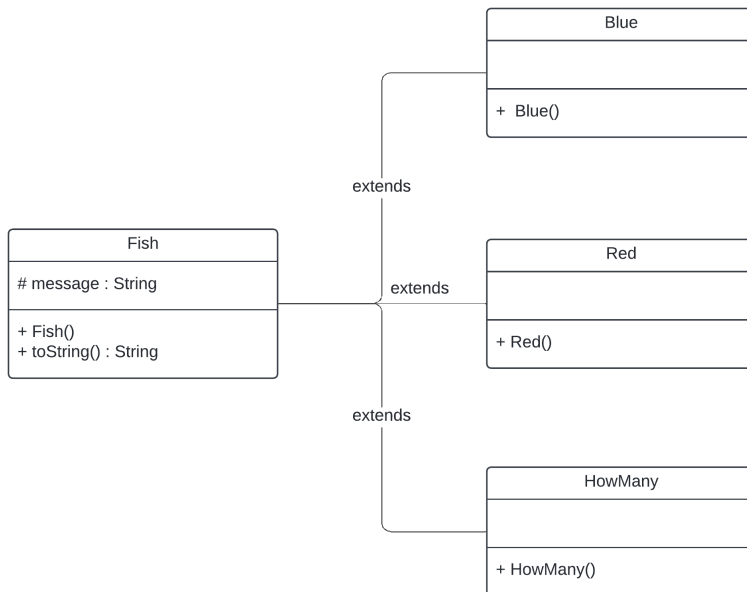 Blue
+ Blue()
extends
Fish
# message : String
+ Fish()
+ toString() : String
extends
Red
+ Red()
extends
HowMany
+ HowMany()